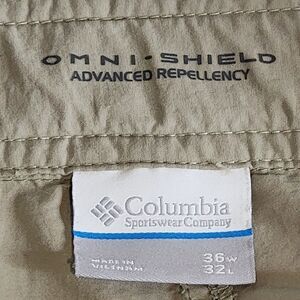 OMNI-SHIELD
ADVANCED REPELLENCY
Columbia
Sportswear Company
MADE IN
VIETNAM
36W
32L